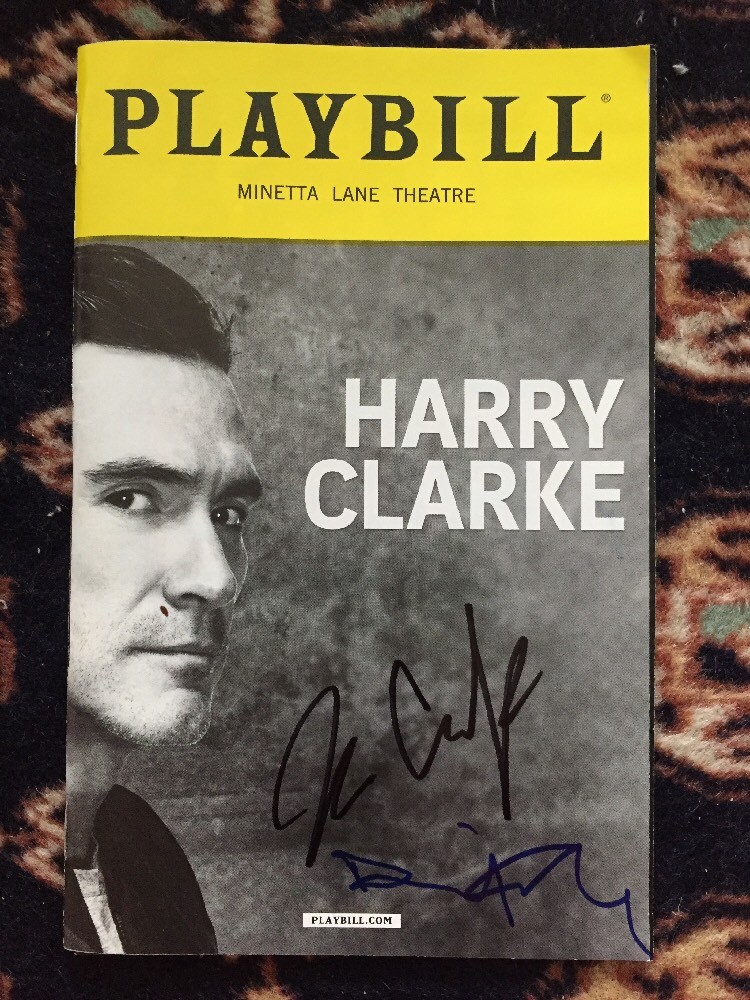 PLAYBILL®
MINETTA LANE THEATRE
HARRY
CLARKE
PLAYBILL.COM